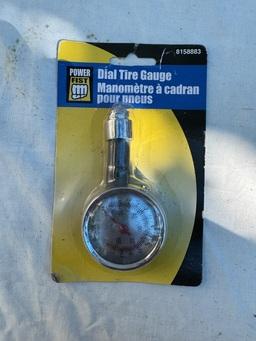 8158883
POWER
FIST
Dial Tire Gauge
Manomètre à cadran
pour pneus